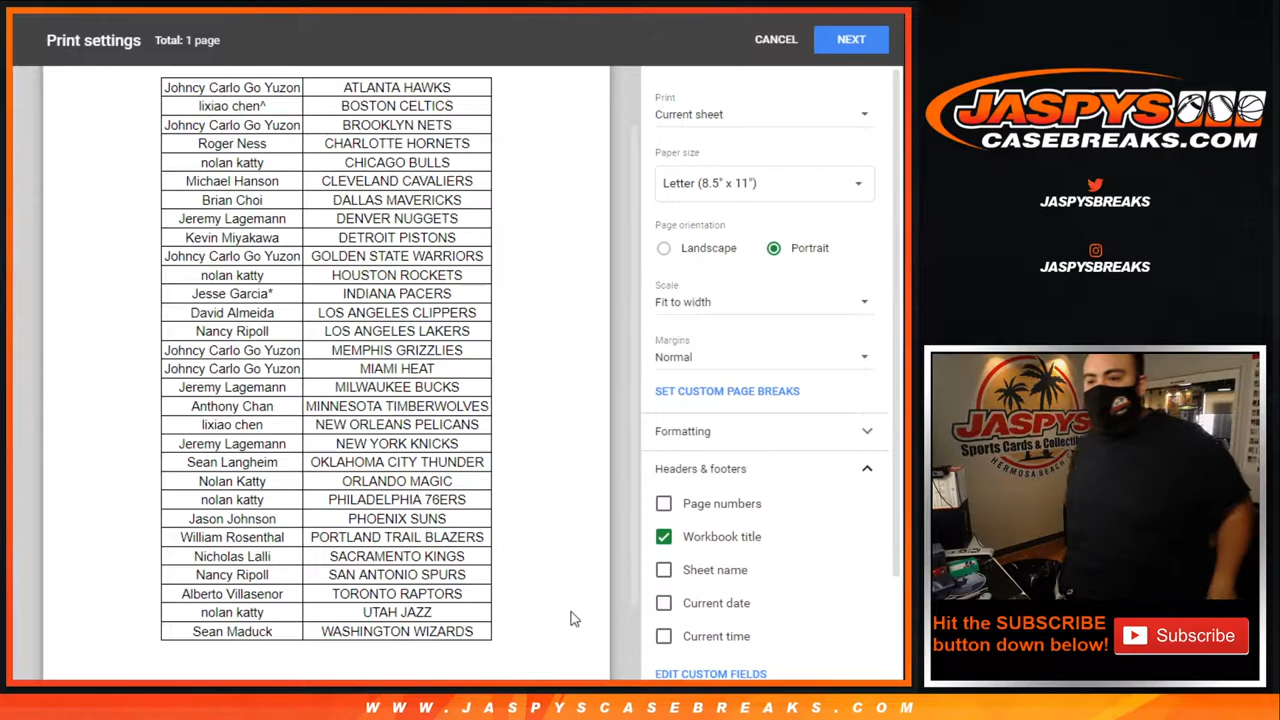 Print settings Total: 1 page CANCEL NEXT
Johncy Carlo Go Yuzon ATLANTA HAWKS
lixiao chen^ BOSTON CELTICS
Johncy Carlo Go Yuzon BROOKLYN NETS
Roger Ness CHARLOTTE HORNETS
nolan katty CHICAGO BULLS
Michael Hanson CLEVELAND CAVALIERS
Brian Choi DALLAS MAVERICKS
Jeremy Lagemann DENVER NUGGETS
Kevin Miyakawa DETROIT PISTONS
Johncy Carlo Go Yuzon GOLDEN STATE WARRIORS
nolan katty HOUSTON ROCKETS
Jesse Garcia* INDIANA PACERS
David Almeida LOS ANGELES CLIPPERS
Nancy Ripoll LOS ANGELES LAKERS
Johncy Carlo Go Yuzon MEMPHIS GRIZZLIES
Johncy Carlo Go Yuzon MIAMI HEAT
Jeremy Lagemann MILWAUKEE BUCKS
Anthony Chan MINNESOTA TIMBERWOLVES
lixiao chen NEW ORLEANS PELICANS
Jeremy Lagemann NEW YORK KNICKS
Sean Langheim OKLAHOMA CITY THUNDER
Nolan Katty ORLANDO MAGIC
nolan katty PHILADELPHIA 76ERS
Jason Johnson PHOENIX SUNS
William Rosenthal PORTLAND TRAIL BLAZERS
Nicholas Lalli SACRAMENTO KINGS
Nancy Ripoll SAN ANTONIO SPURS
Alberto Villasenor TORONTO RAPTORS
nolan katty UTAH JAZZ
Sean Maduck WASHINGTON WIZARDS
Print
Current sheet
Paper size
Letter (8.5" x 11")
Page orientation
Landscape Portrait
Scale
Fit to width
Margins
Normal
SET CUSTOM PAGE BREAKS
Formatting
Headers & footers
Page numbers
Workbook title
Sheet name
Current date
Current time
EDIT CUSTOM FIELDS
JASPYS
CASEBREAKS.COM
JASPYSBREAKS
JASPYSBREAKS
JASPYS
Sports Cards & Collectib
HERMOSA BEACH
Hit the SUBSCRIBE
button down below!
Subscribe
WWW.JASPYSCASEBREAKS.COM